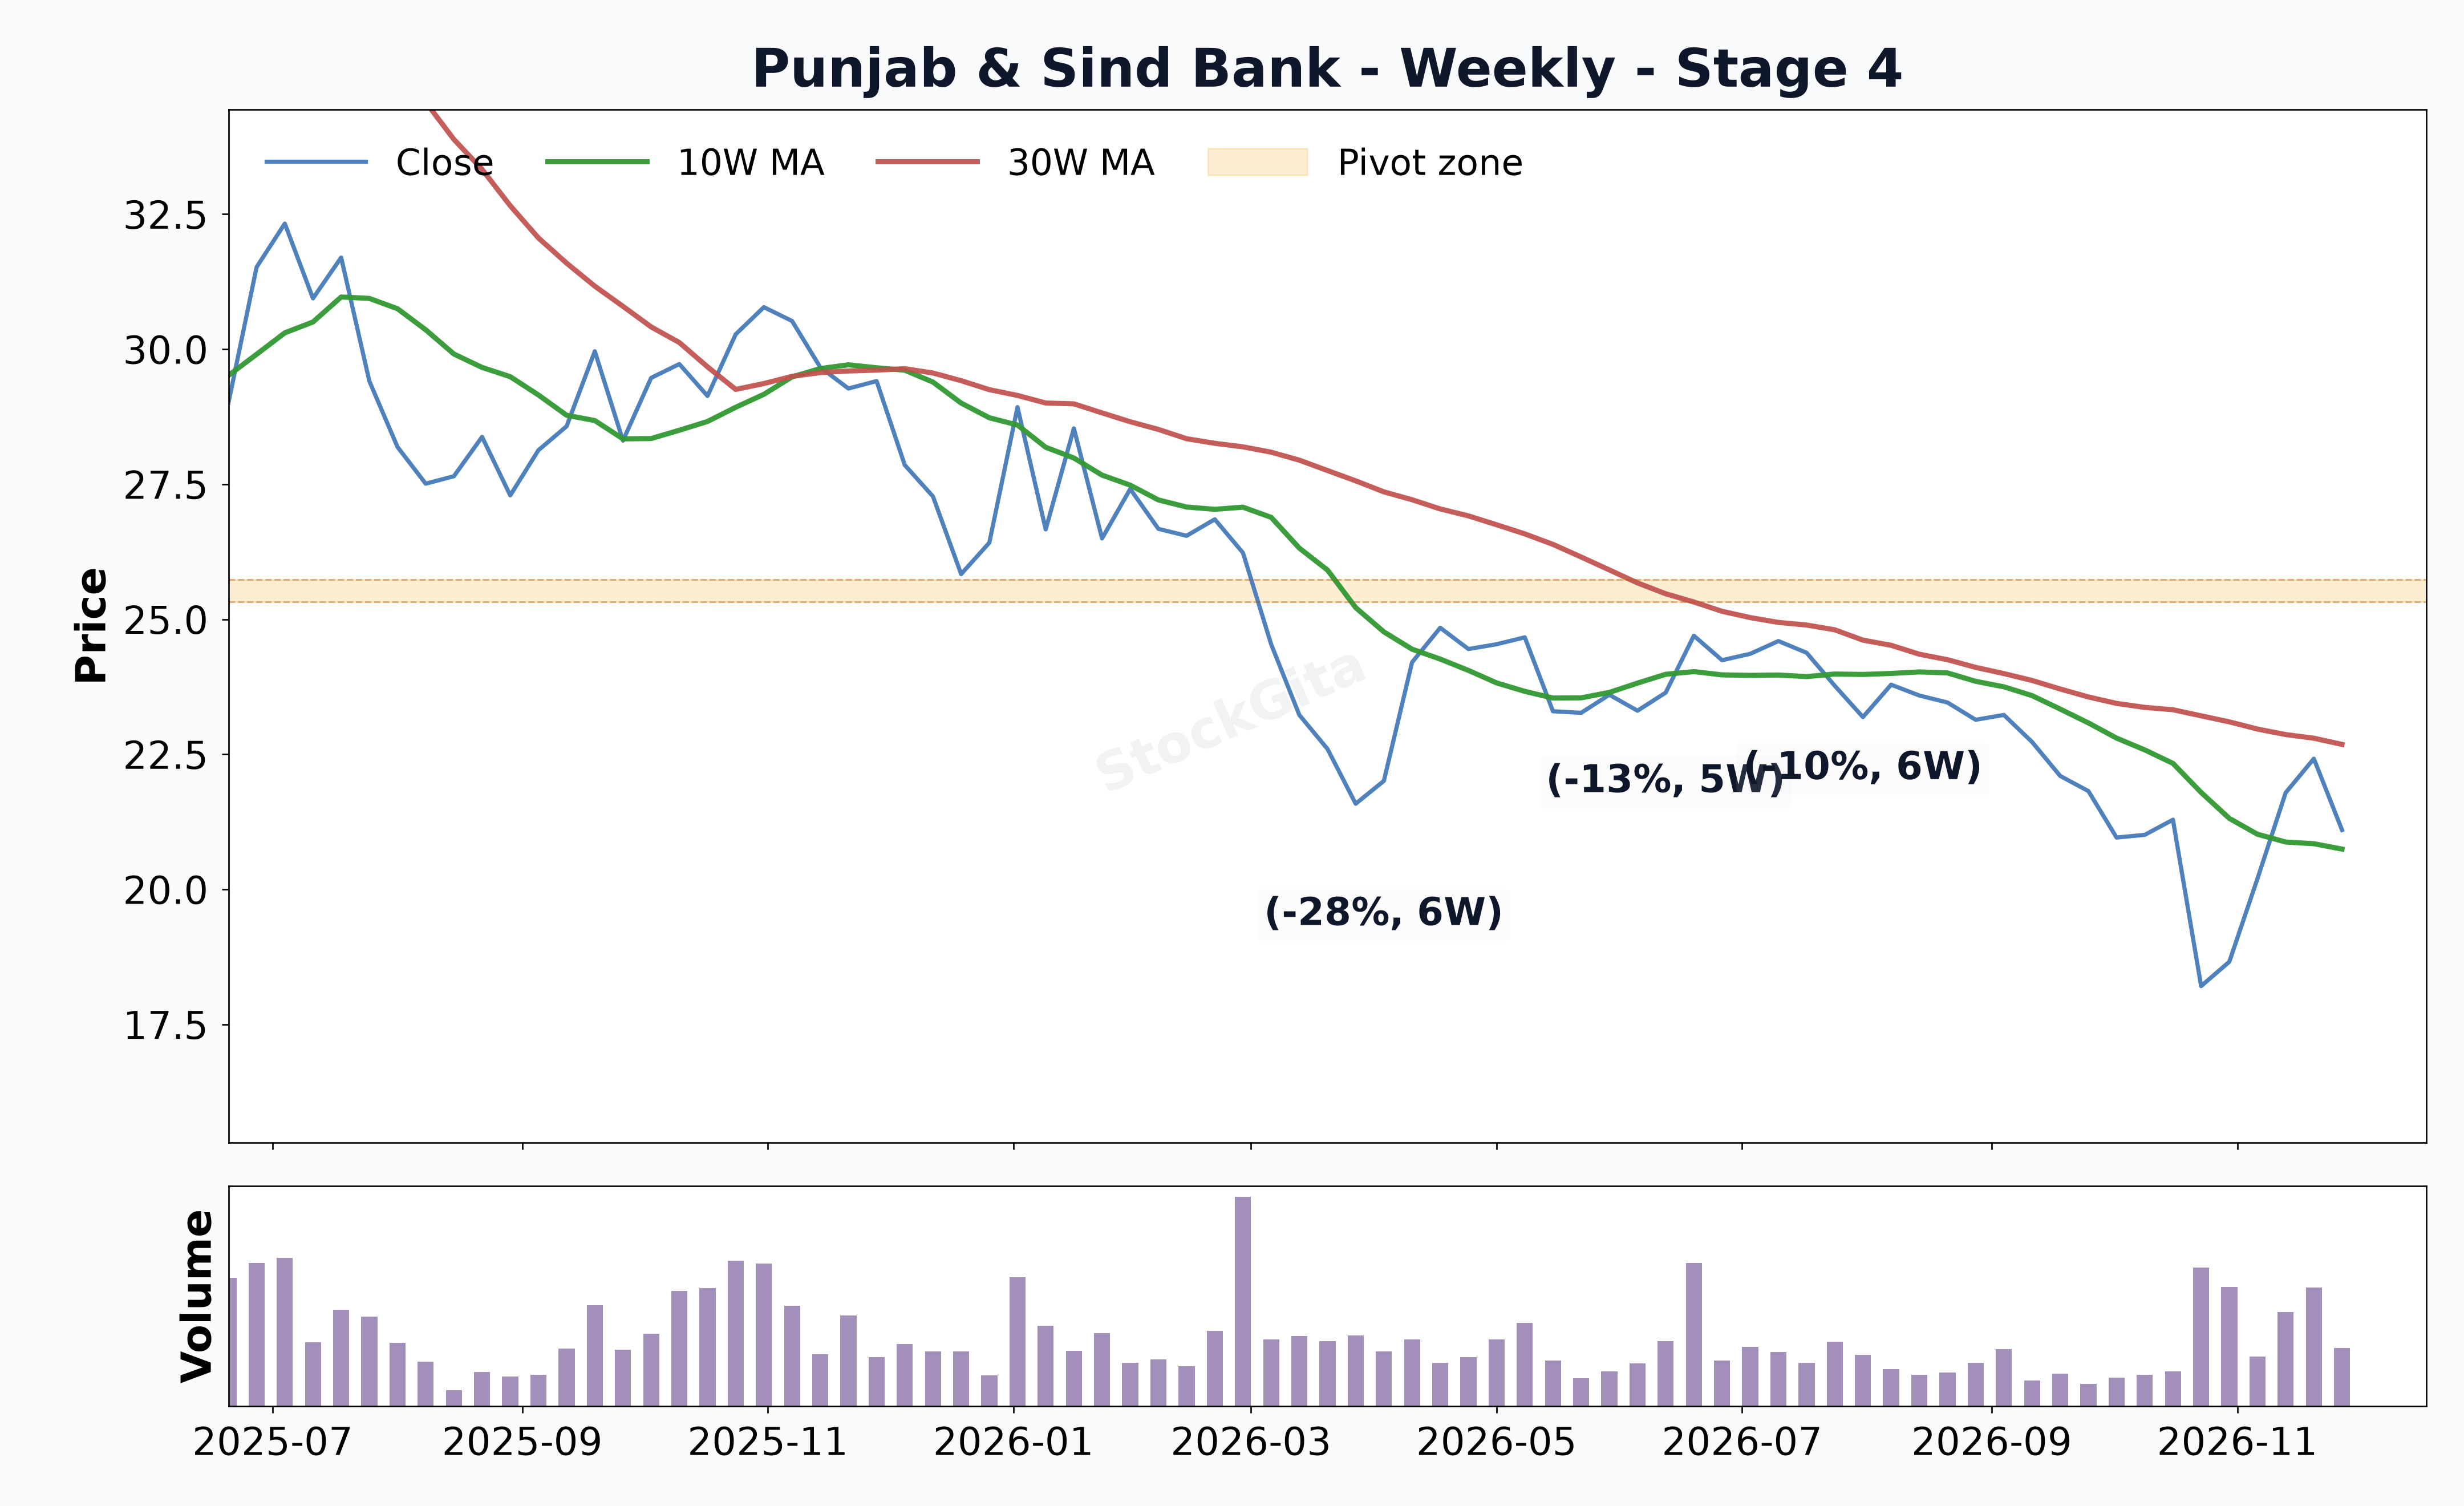 Punjab & Sind Bank - Weekly - Stage 4
Close 10W MA 30W MA Pivot zone
Price
32.5
30.0
27.5
25.0
22.5
20.0
17.5
StockGita
(-13%, 5W)
(-10%, 6W)
(-28%, 6W)
Volume
2025-07 2025-09 2025-11 2026-01 2026-03 2026-05 2026-07 2026-09 2026-11